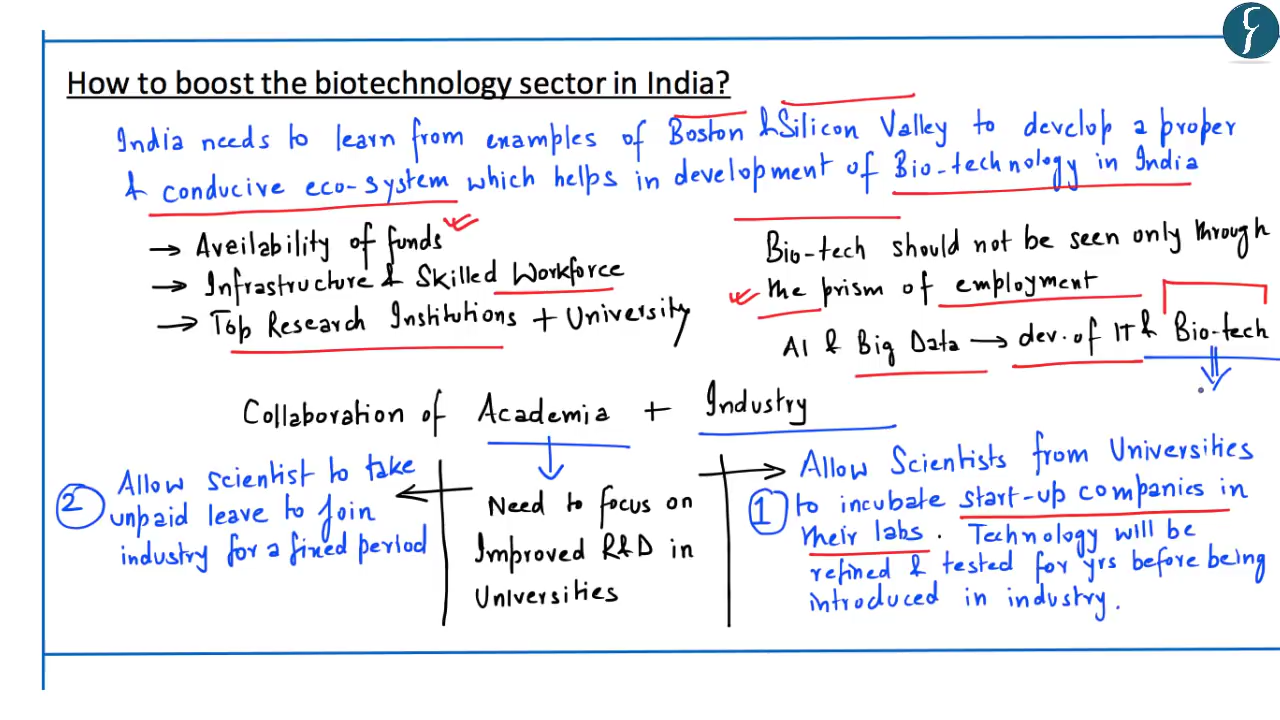 How to boost the biotechnology sector in India?
India needs to learn from examples of Boston & Silicon Valley to develop a proper
& conducive eco-system which helps in development of Bio-technology in India
→ Aveilability of funds
→ Infrastructure & Skilled Workforce
→ Top Research Institutions + University
Bio-tech should not be seen only through
the prism of employment
AI & Big Data → dev. of IT & Bio-tech
Collaboration of Academia + Industry
2 Allow scientist to take
unpaid leave to join
industry for a fixed period
Need to focus on
Improved R&D in
Universities
1 Allow Scientists from Universities
to incubate start-up companies in
their labs. Technology will be
refined & tested for yrs before being
introduced in industry.